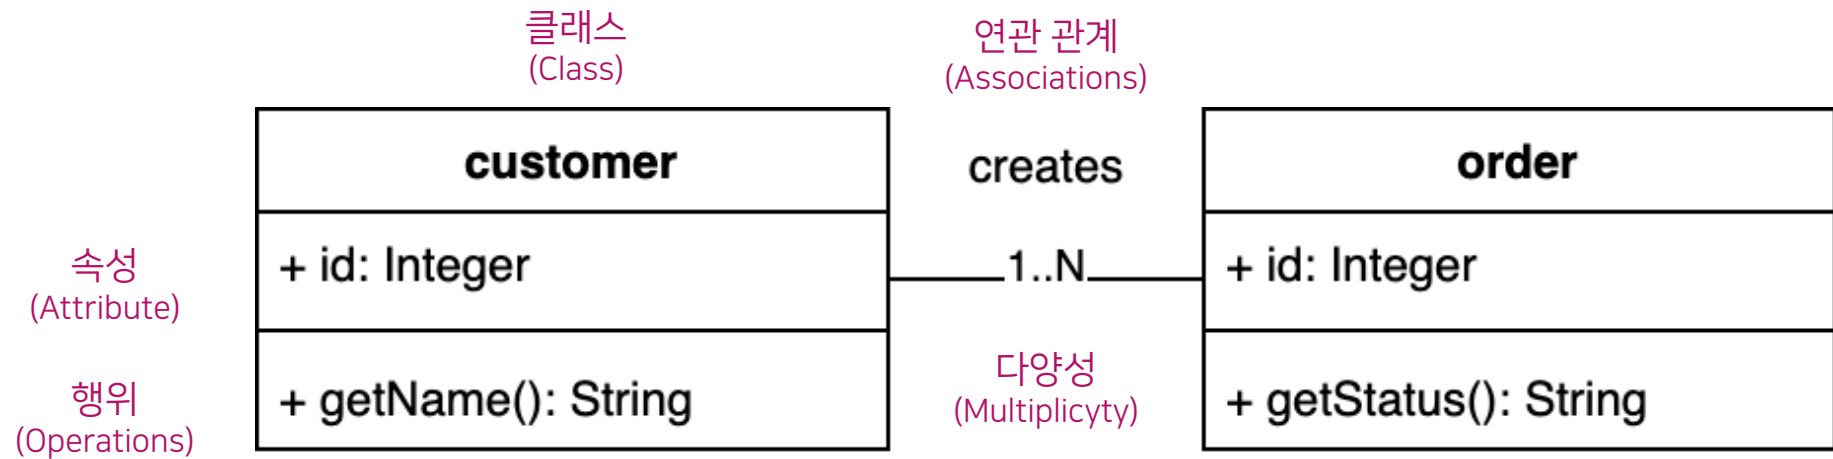 클래스
(Class)
연관 관계
(Associations)
customer
creates
order
속성
(Attribute)
+ id: Integer
1..N
+ id: Integer
행위
(Operations)
+ getName(): String
다양성
(Multiplicyty)
+ getStatus(): String